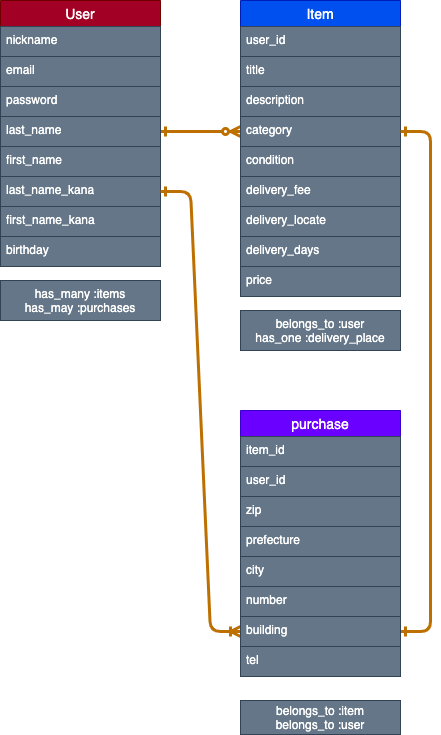 User
nickname
email
password
last_name
first_name
last_name_kana
first_name_kana
birthday
has_many :items
has_may :purchases
Item
user_id
title
description
category
condition
delivery_fee
delivery_locate
delivery_days
price
belongs_to :user
has_one :delivery_place
purchase
item_id
user_id
zip
prefecture
city
number
building
tel
belongs_to :item
belongs_to :user